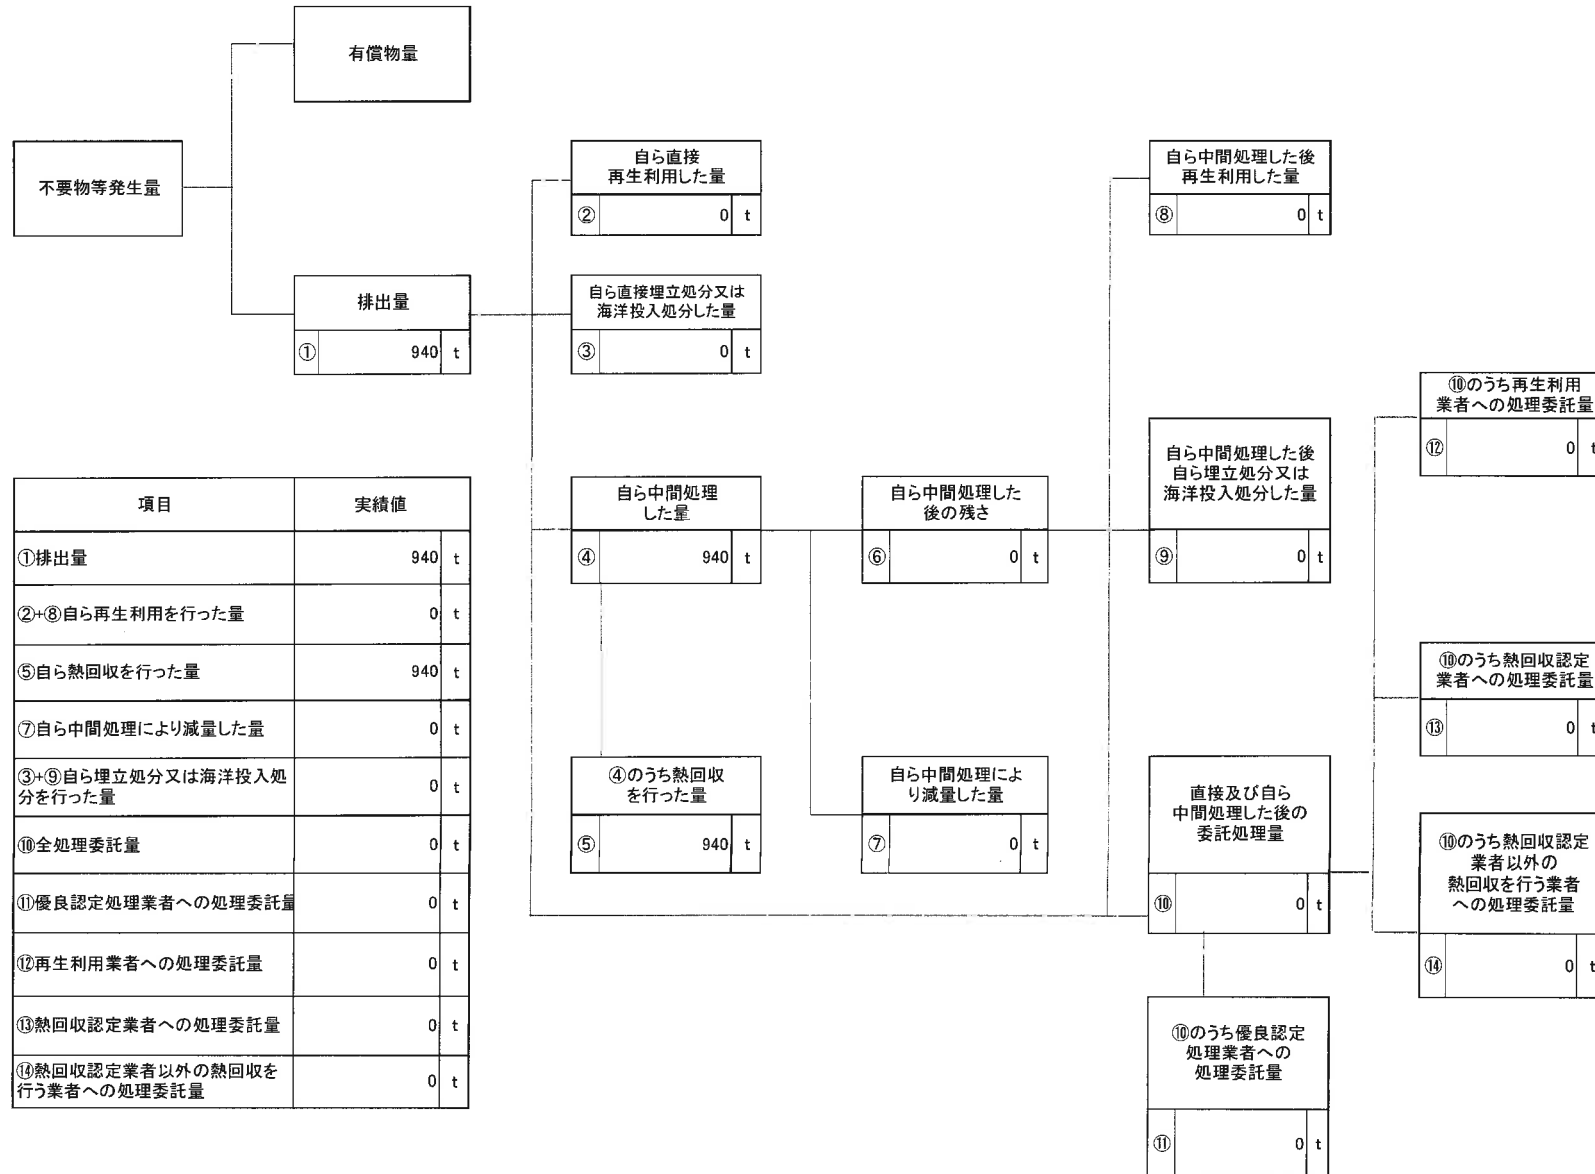 有償物量
不要物等発生量
排出量
① 940 t
自ら直接
再生利用した量
② 0 t
自ら直接埋立処分又は
海洋投入処分した量
③ 0 t
自ら中間処理した後
再生利用した量
⑧ 0 t
⑩のうち再生利用
業者への処理委託量
⑫ 0 t
自ら中間処理
した量
④ 940 t
自ら中間処理した
後の残さ
⑥ 0 t
自ら中間処理した後
自ら埋立処分又は
海洋投入処分した量
⑨ 0 t
⑩のうち熱回収認定
業者への処理委託量
⑬ 0 t
④のうち熱回収
を行った量
⑤ 940 t
自ら中間処理によ
り減量した量
⑦ 0 t
直接及び自ら
中間処理した後の
委託処理量
⑩ 0 t
⑩のうち熱回収認定
業者以外の
熱回収を行う業者
への処理委託量
⑭ 0 t
⑩のうち優良認定
処理業者への
処理委託量
⑪ 0 t
項目 実績値
①排出量 940 t
②+⑧自ら再生利用を行った量 0 t
⑤自ら熱回収を行った量 940 t
⑦自ら中間処理により減量した量 0 t
③+⑨自ら埋立処分又は海洋投入処
分を行った量 0 t
⑩全処理委託量 0 t
⑪優良認定処理業者への処理委託量 0 t
⑫再生利用業者への処理委託量 0 t
⑬熱回収認定業者への処理委託量 0 t
⑭熱回収認定業者以外の熱回収を
行う業者への処理委託量 0 t